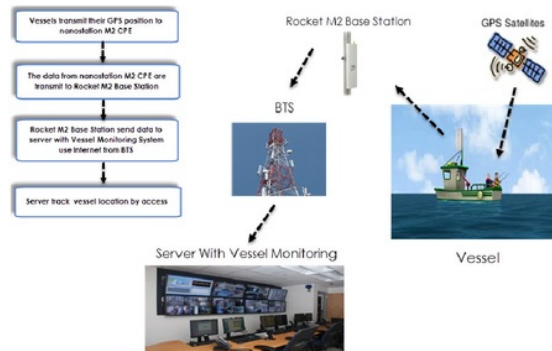 Vessels transmit their GPS position to
nanostation M2 CPE
The data from nanostation M2 CPE are
transmit to Rocket M2 Base Station
Rocket M2 Base Station send data to
server with Vessel Monitoring System
use internet from BTS
Server track vessel location by access
Rocket M2 Base Station
GPS Satellites
BTS
Server With Vessel Monitoring
Vessel